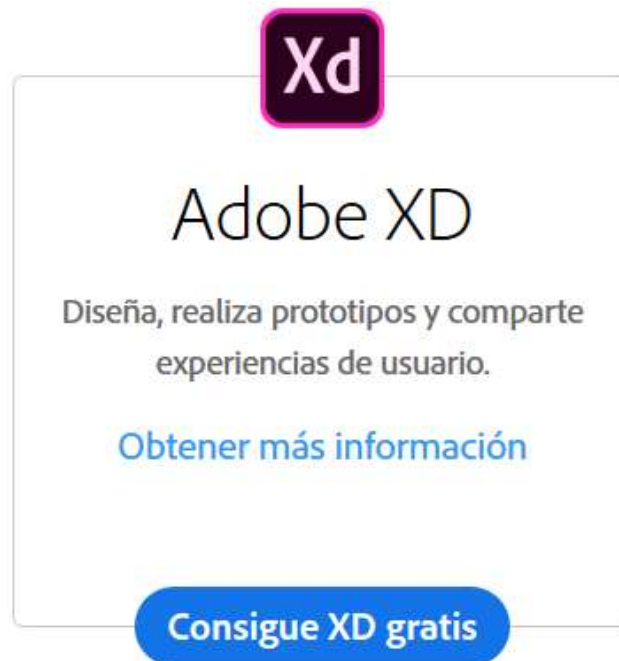 Xd
Adobe XD
Diseña, realiza prototipos y comparte
experiencias de usuario.
Obtener más información
Consigue XD gratis